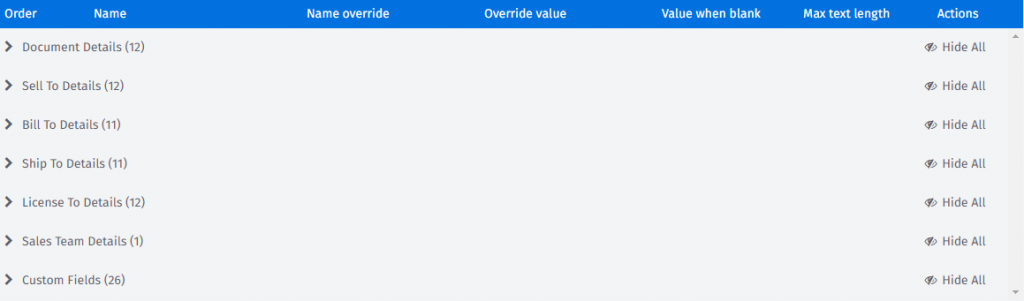 Order Name Name override Override value Value when blank Max text length Actions
Document Details (12) Hide All
Sell To Details (12) Hide All
Bill To Details (11) Hide All
Ship To Details (11) Hide All
License To Details (12) Hide All
Sales Team Details (1) Hide All
Custom Fields (26) Hide All